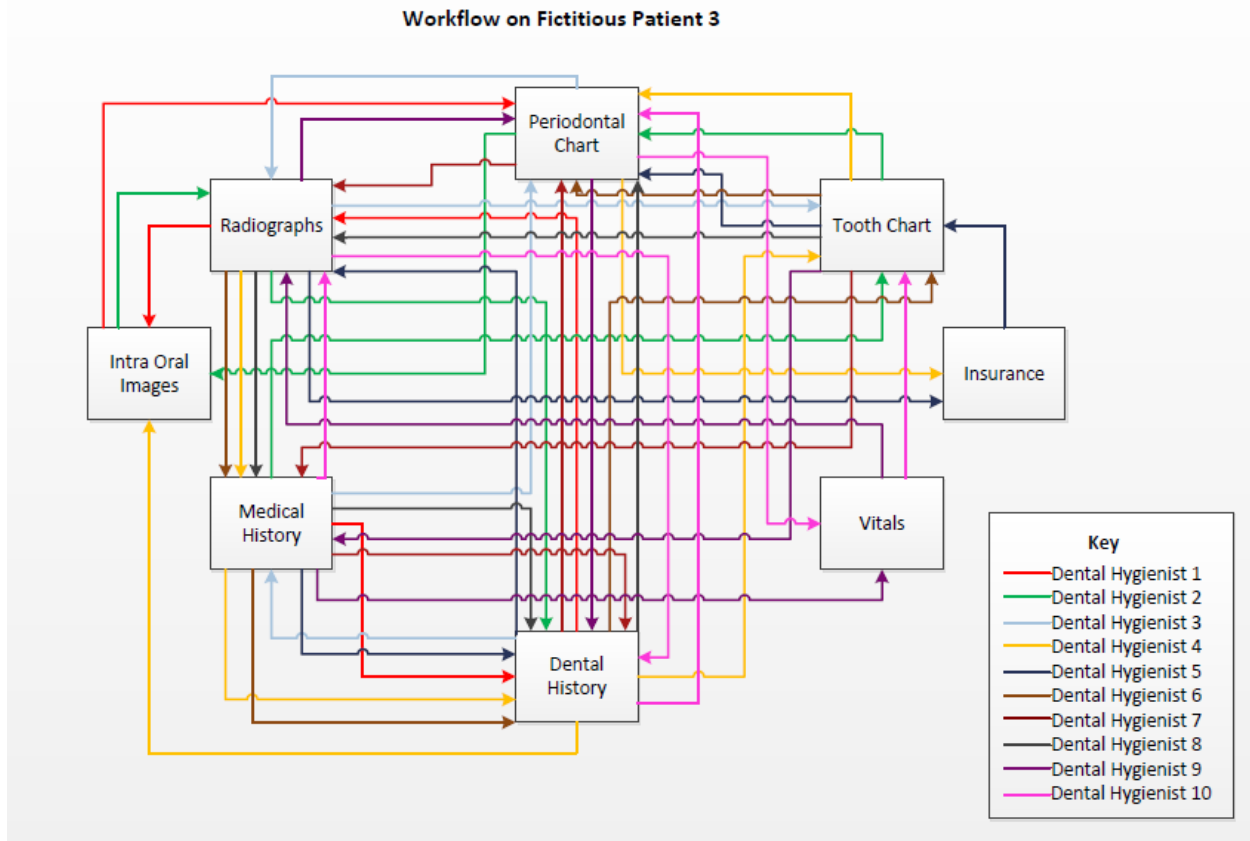 Workflow on Fictitious Patient 3
Periodontal
Chart
Radiographs
Tooth Chart
Intra Oral
Images
Insurance
Medical
History
Vitals
Dental
History
Key
Dental Hygienist 1
Dental Hygienist 2
Dental Hygienist 3
Dental Hygienist 4
Dental Hygienist 5
Dental Hygienist 6
Dental Hygienist 7
Dental Hygienist 8
Dental Hygienist 9
Dental Hygienist 10